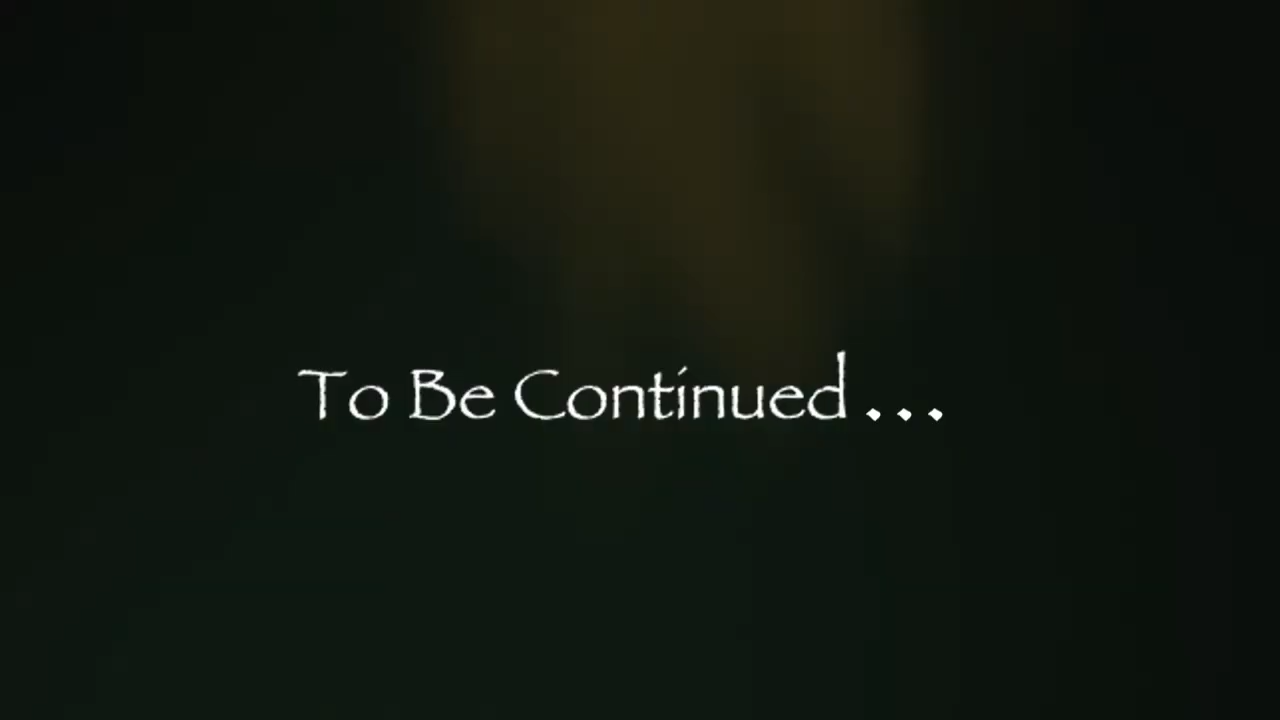 To Be Continued . . .